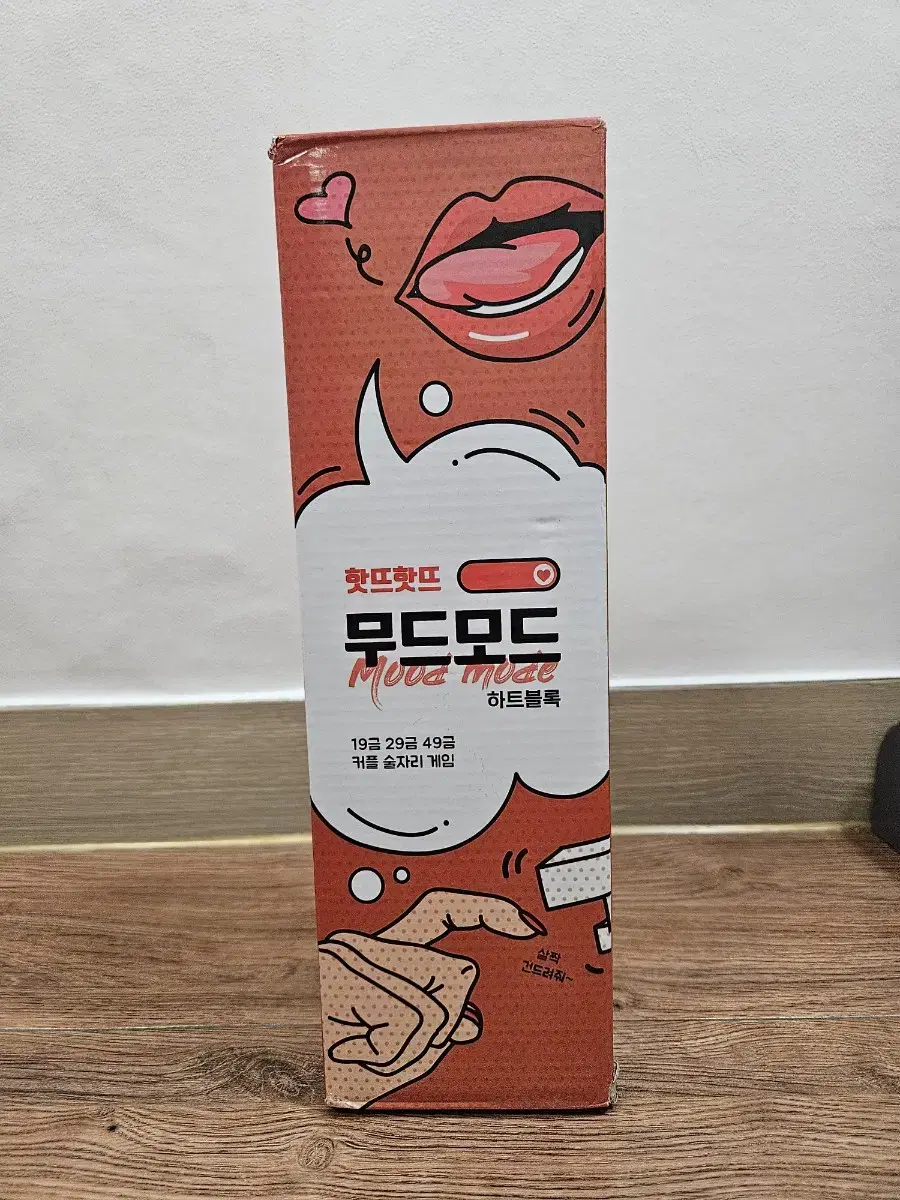 핫뜨핫뜨
무드모드
Mood mode
하트블록
19금 29금 49금
커플 술자리 게임
살짝
건드려줘~